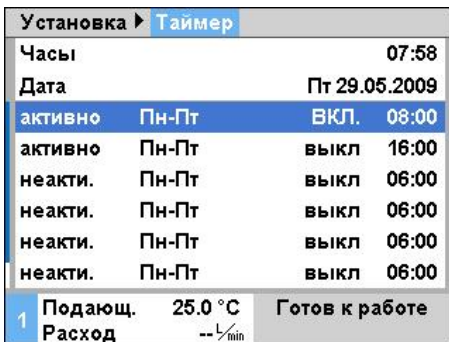 Установка ▶ Таймер
Часы 07:58
Дата Пт 29.05.2009
активно Пн-Пт ВКЛ. 08:00
активно Пн-Пт выкл 16:00
неакти. Пн-Пт выкл 06:00
неакти. Пн-Пт выкл 06:00
неакти. Пн-Пт выкл 06:00
неакти. Пн-Пт выкл 06:00
1 Подающ. 25.0 °C Готов к работе
Расход -- L/min